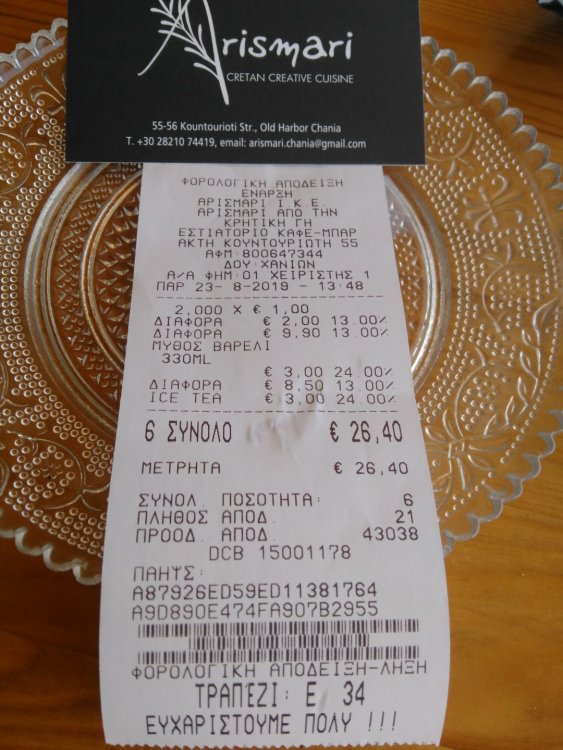 Arismari
CRETAN CREATIVE CUISINE
55-56 Kountourioti Str., Old Harbor Chania
T. +30 28210 74419, email: arismari.chania@gmail.com
ΦΟΡΟΛΟΓΙΚΗ ΑΠΟΔΕΙΞΗ
ΕΝΑΡΞΗ
ΑΡΙΣΜΑΡΙ Ι.Κ.Ε.
ΑΡΙΣΜΑΡΙ ΑΠΟ ΤΗΝ
ΚΡΗΤΙΚΗ ΓΗ
ΕΣΤΙΑΤΟΡΙΟ ΚΑΦΕ-ΜΠΑΡ
ΑΚΤΗ ΚΟΥΝΤΟΥΡΙΩΤΗ 55
ΑΦΜ:800647344
ΔΟΥ:ΧΑΝΙΩΝ
Α/Α ΦΗΜ:01 ΧΕΙΡΙΣΤΗΣ 1
ΠΑΡ 23- 8-2019 - 13:48
2,000 X € 1,00
ΔΙΑΦΟΡΑ € 2,00 13.00%
ΔΙΑΦΟΡΑ € 9,90 13.00%
ΜΥΘΟΣ ΒΑΡΕΛΙ
330ML
€ 3,00 24.00%
ΔΙΑΦΟΡΑ € 8,50 13.00%
ICE TEA € 3,00 24.00%
6 ΣΥΝΟΛΟ € 26,40
ΜΕΤΡΗΤΑ € 26,40
ΣΥΝΟΛ. ΠΟΣΟΤΗΤΑ: 6
ΠΛΗΘΟΣ ΑΠΟΔ. 21
ΠΡΟΟΔ. ΑΠΟΔ. 43038
DCB 15001178
ΠΑΗΨΣ:
A87926ED59ED11381764
A9D890E474FA907B2955
ΦΟΡΟΛΟΓΙΚΗ ΑΠΟΔΕΙΞΗ-ΛΗΞΗ
ΤΡΑΠΕΖΙ: E 34
ΕΥΧΑΡΙΣΤΟΥΜΕ ΠΟΛΥ !!!